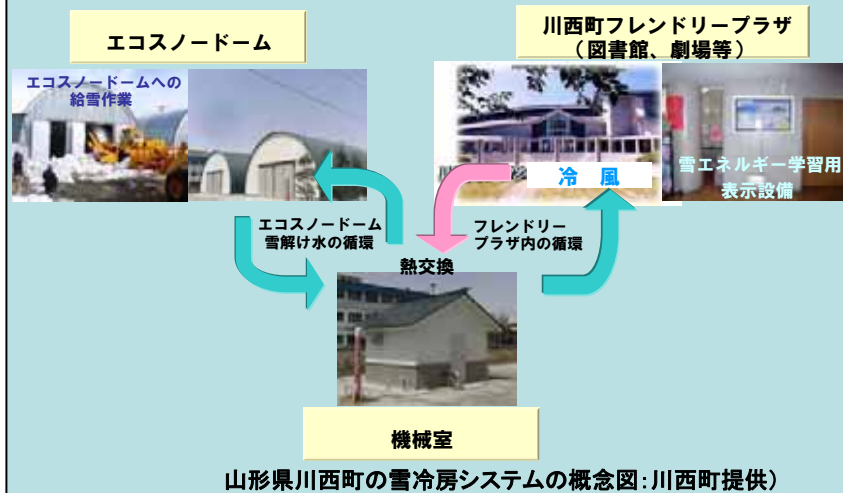 エコスノードーム
川西町フレンドリープラザ
（図書館、劇場等）
エコスノードームへの
給雪作業
冷 風
雪エネルギー学習用
表示設備
エコスノードーム
雪解け水の循環
フレンドリー
プラザ内の循環
熱交換
機械室
山形県川西町の雪冷房システムの概念図：川西町提供）